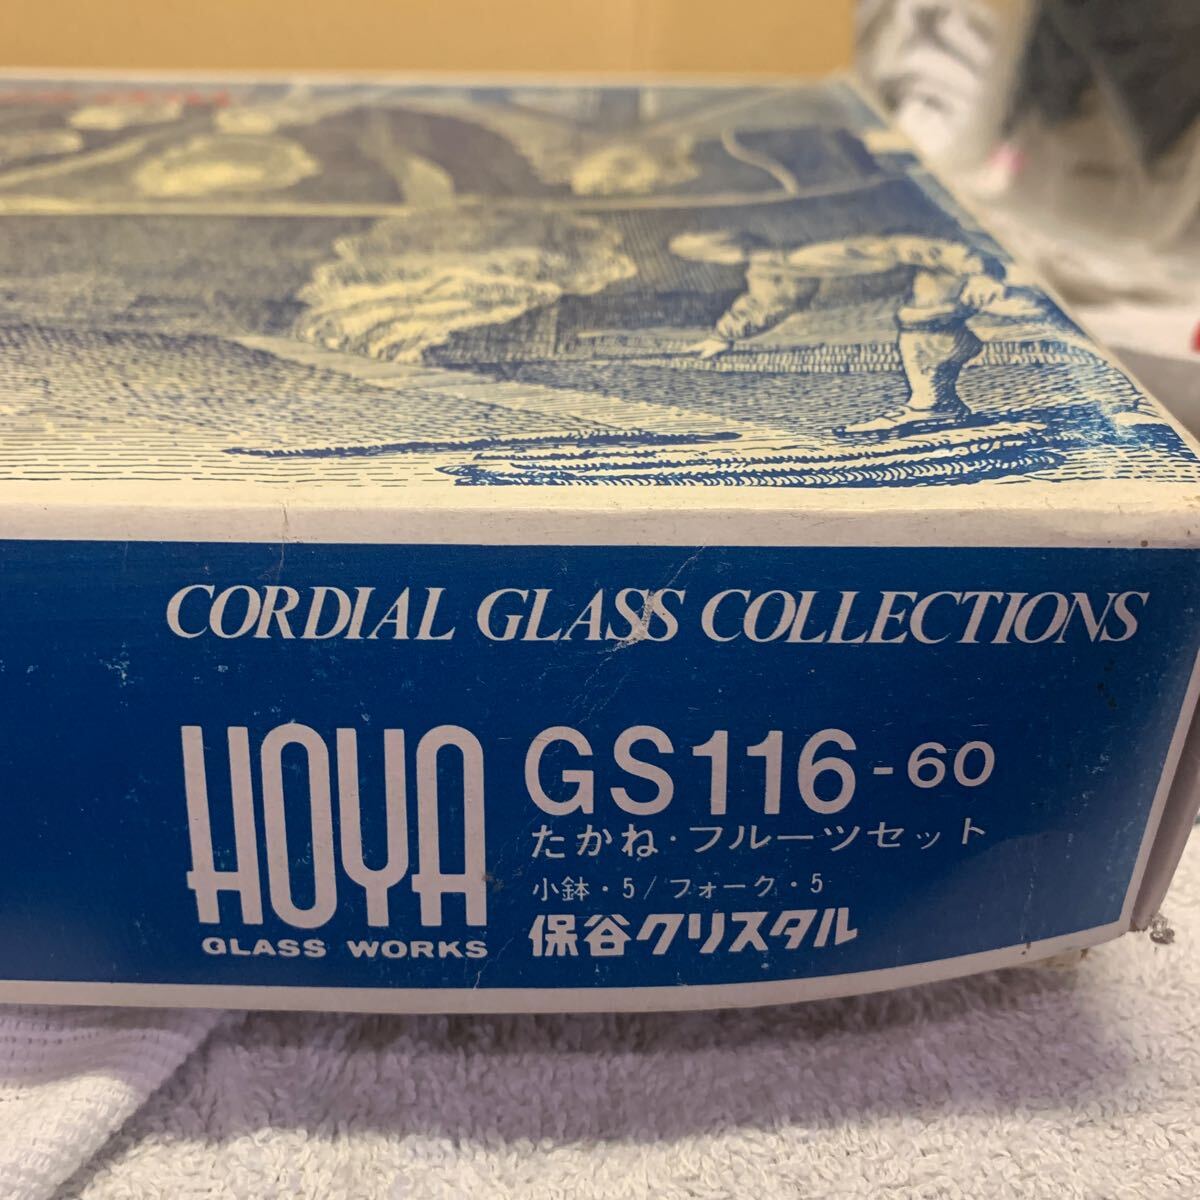 CORDIAL GLASS COLLECTIONS
HOYA
GLASS WORKS
GS116-60
たかね・フルーツセット
小鉢・5/フォーク・5
保谷クリスタル